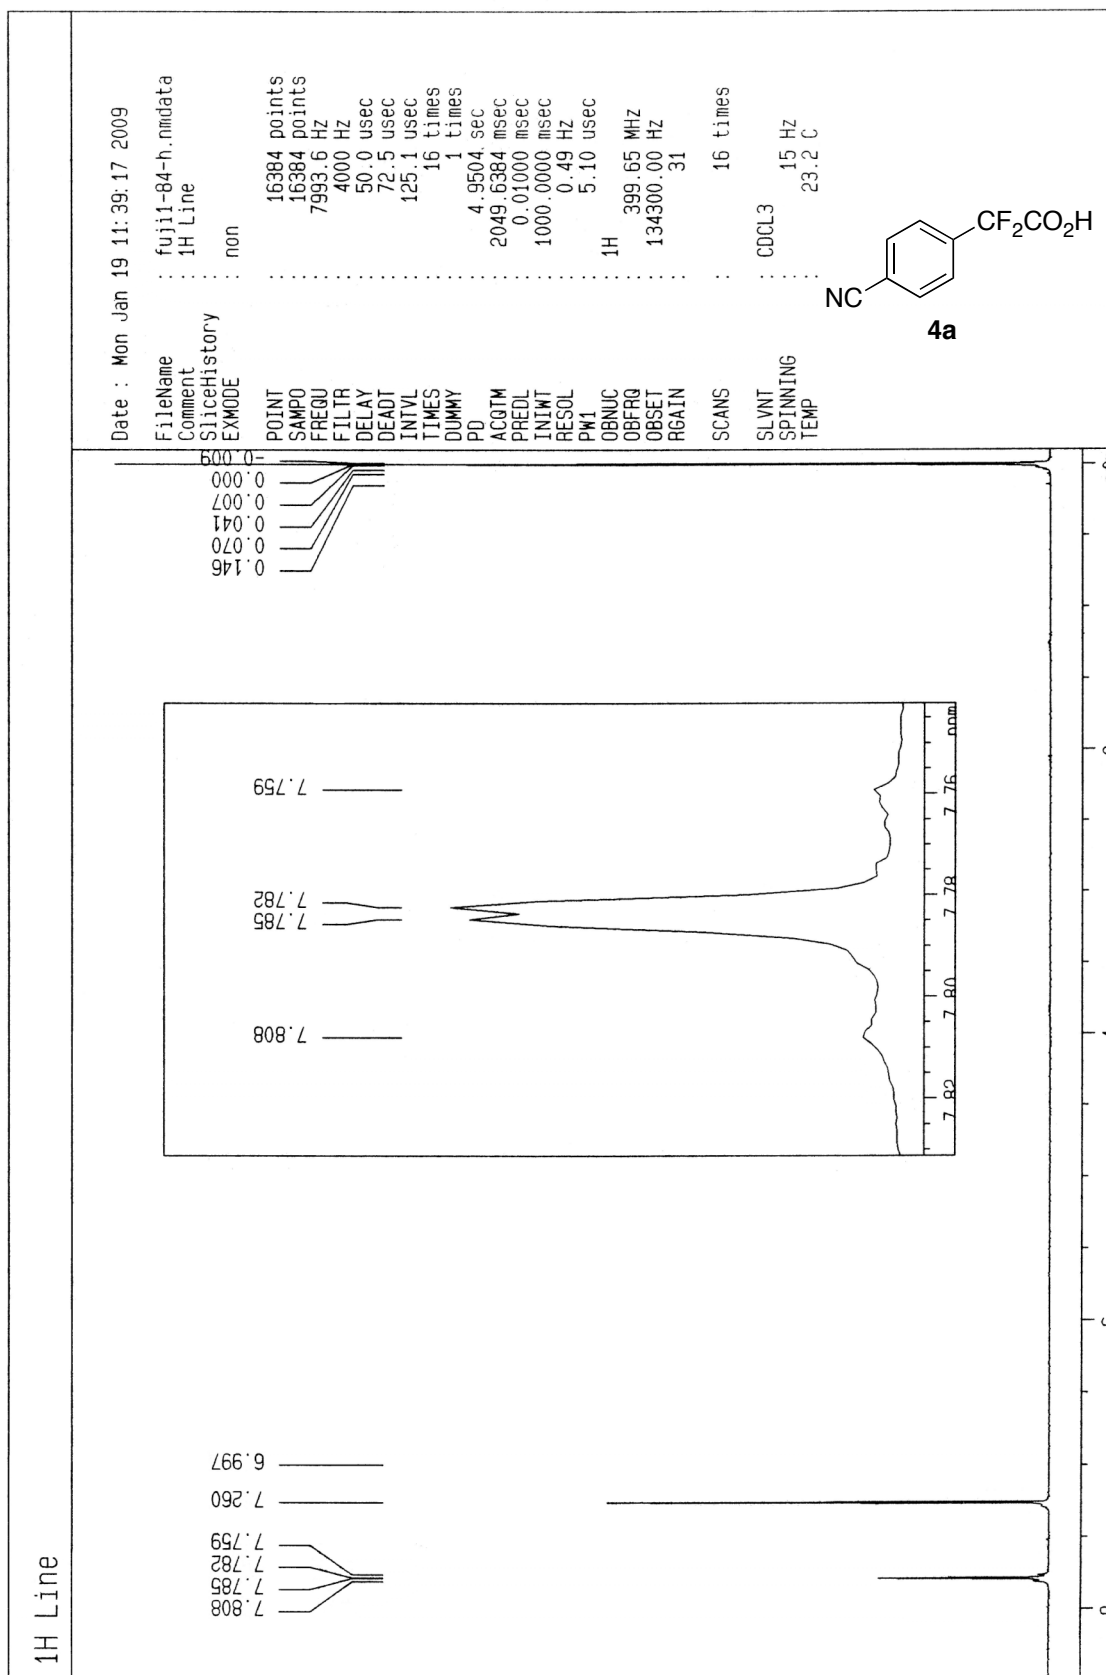 1H Line
Date : Mon Jan 19 11:39:17 2009
FileName : fuji1-84-h.nmdata
Comment : 1H Line
SliceHistory :
EXMODE : non
POINT : 16384 points
SAMPO : 16384 points
FREQU : 7993.6 Hz
FILTR : 4000 Hz
DELAY : 50.0 usec
DEADT : 72.5 usec
INTVL : 125.1 usec
TIMES : 16 times
DUMMY : 1 times
PD : 4.9504 sec
ACQTM : 2049.6384 msec
PREDL : 0.01000 msec
INIWT : 1000.0000 msec
RESOL : 0.49 Hz
PW1 : 5.10 usec
OBNUC : 1H
OBFRQ : 399.65 MHz
OBSET : 134300.00 Hz
RGAIN : 31
SCANS : 16 times
SLVNT : CDCL3
SPINNING : 15 Hz
TEMP : 23.2 C
NC
CF2CO2H
4a
7.808
7.785
7.782
7.759
7.260
6.997
0.146
0.070
0.041
0.007
0.000
-0.009
7.808
7.785
7.782
7.759
7.82
7.80
7.78
7.76
ppm